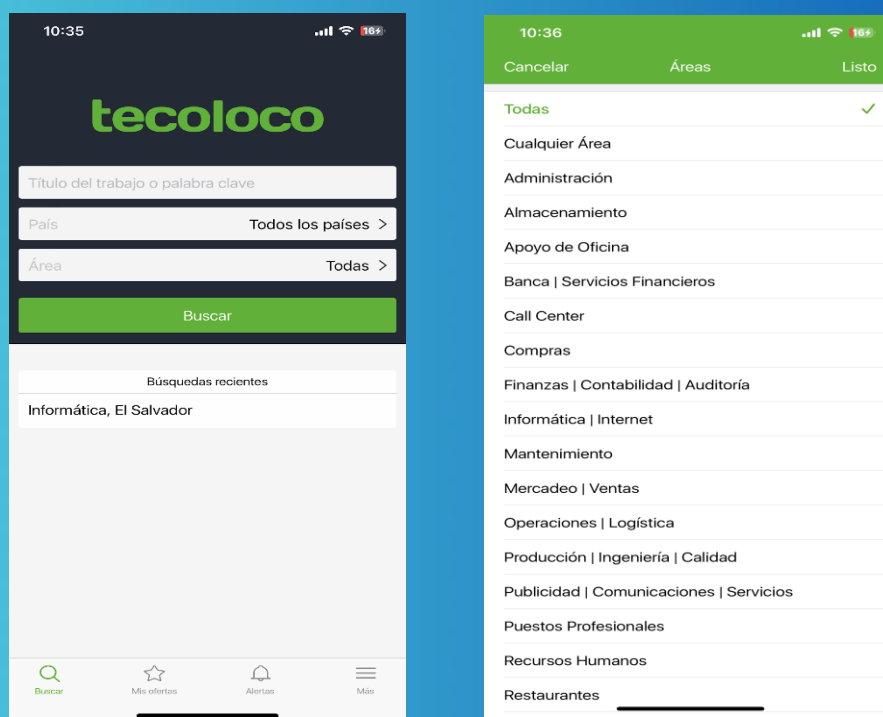 10:35
16
tecoloco
Título del trabajo o palabra clave
País Todos los países >
Área Todas >
Buscar
Búsquedas recientes
Informática, El Salvador
Buscar Mis ofertas Alertas Más
10:36
16
Cancelar Áreas Listo
Todas
Cualquier Área
Administración
Almacenamiento
Apoyo de Oficina
Banca | Servicios Financieros
Call Center
Compras
Finanzas | Contabilidad | Auditoría
Informática | Internet
Mantenimiento
Mercadeo | Ventas
Operaciones | Logística
Producción | Ingeniería | Calidad
Publicidad | Comunicaciones | Servicios
Puestos Profesionales
Recursos Humanos
Restaurantes